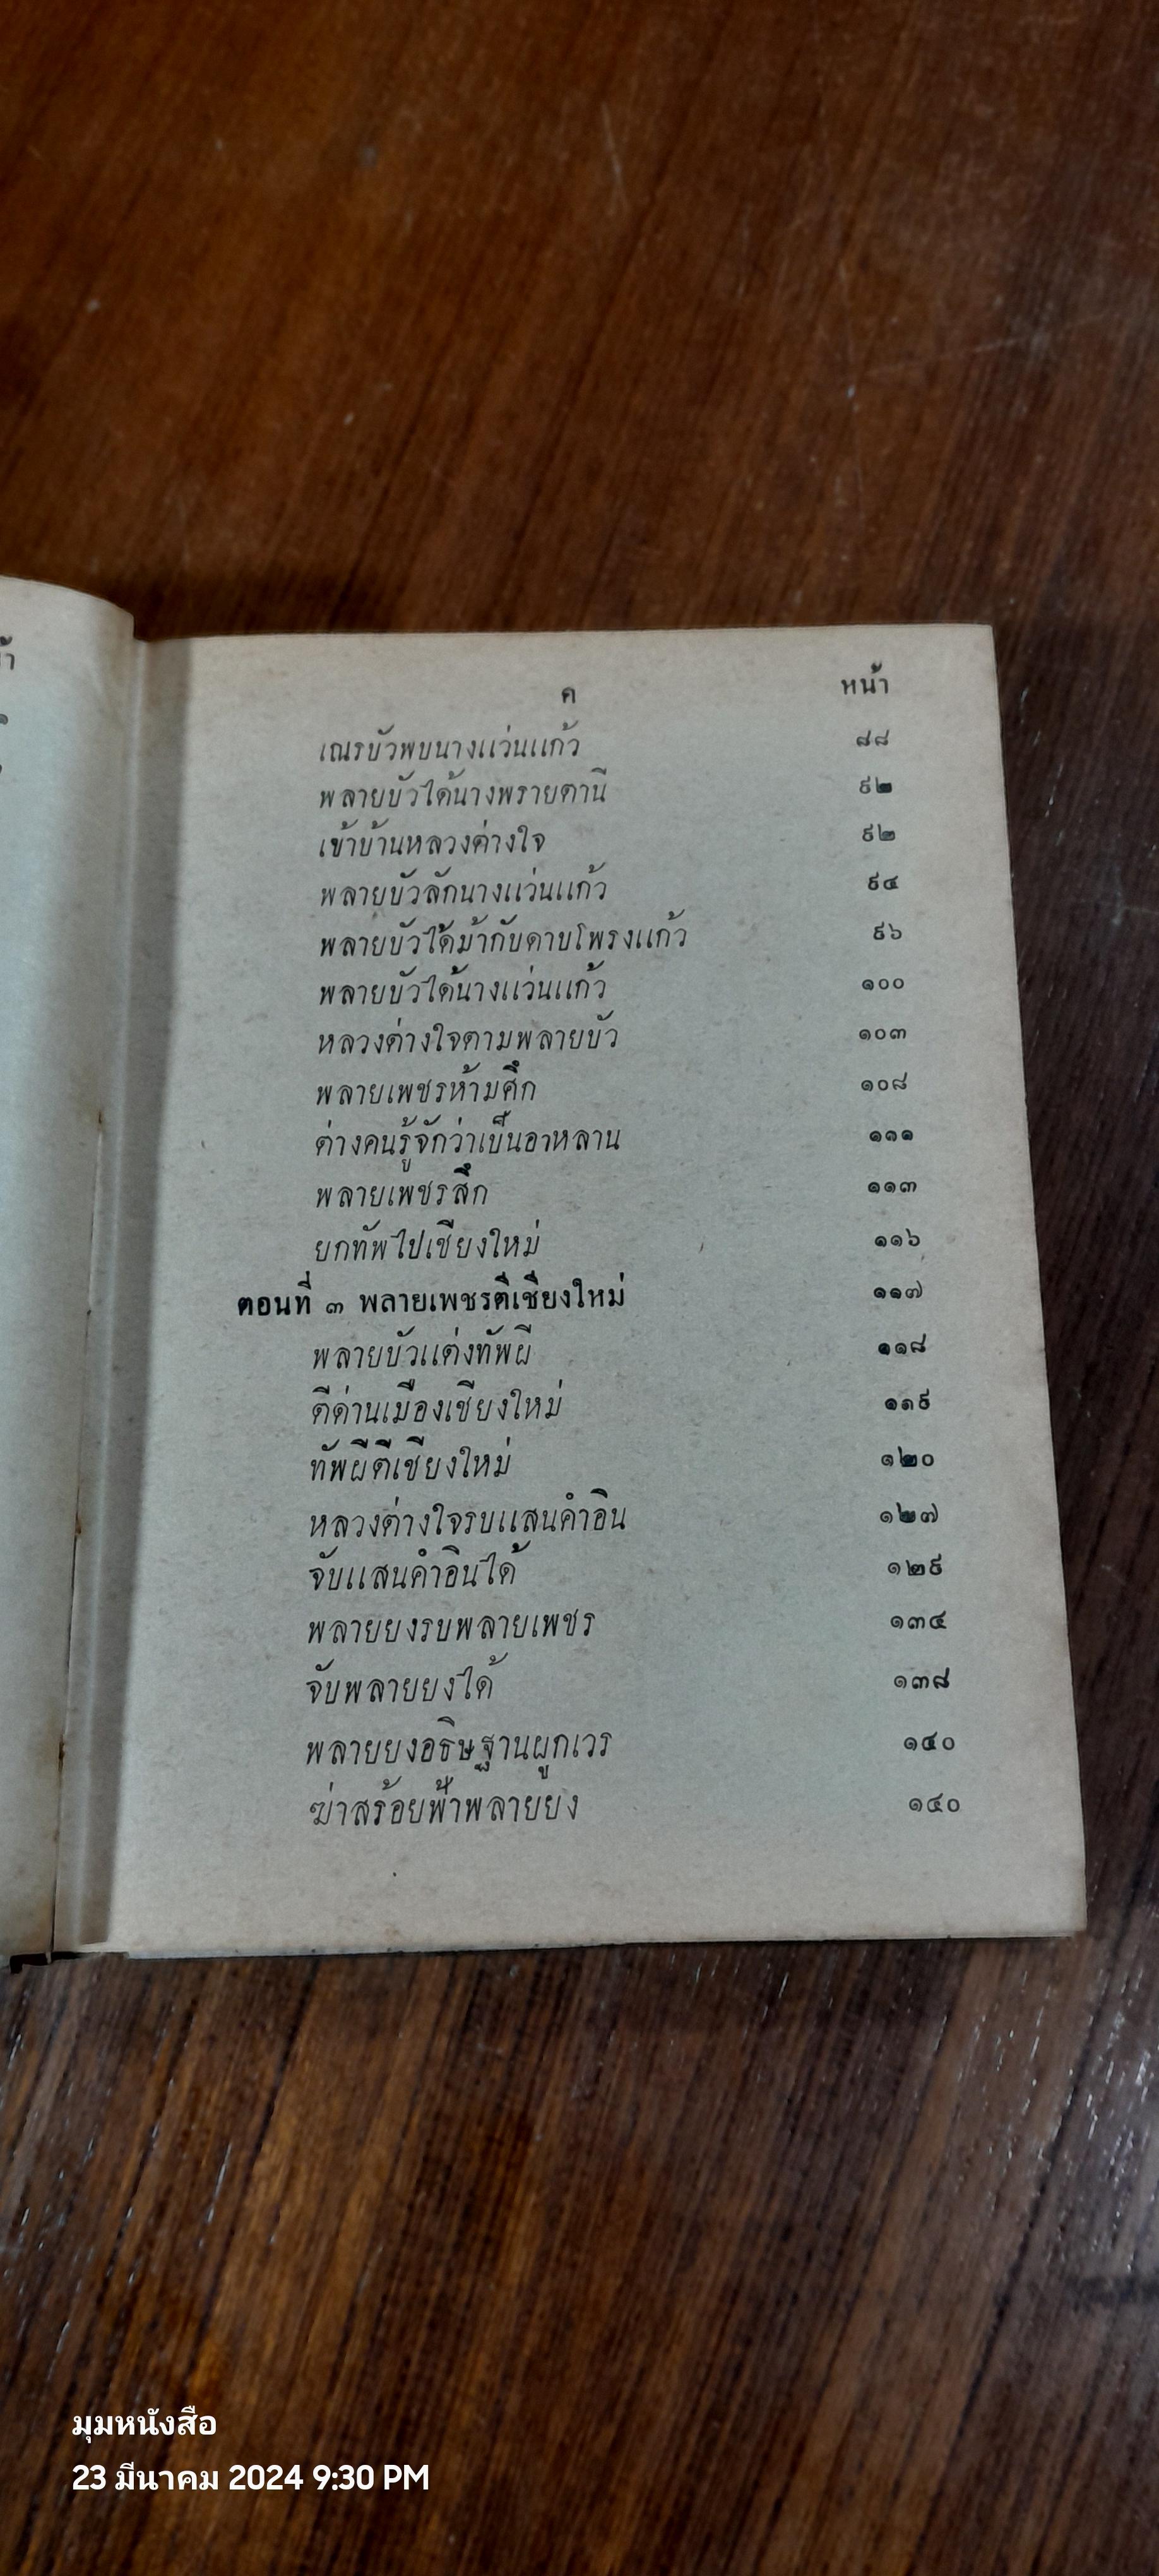 ค หน้า
เณรบัวพบนางแว่นแก้ว ๘๘
พลายบัวได้นางพรายตานี ๙๒
เข้าบ้านหลวงต่างใจ ๙๒
พลายบัวลักนางแว่นแก้ว ๙๔
พลายบัวได้ม้ากับดาบโพรงแก้ว ๙๖
พลายบัวได้นางแว่นแก้ว ๑๐๐
หลวงต่างใจตามพลายบัว ๑๐๓
พลายเพชรห้ามศึก ๑๐๘
ต่างคนรู้จักว่าเป็นอาหลาน ๑๑๑
พลายเพชรสึก ๑๑๓
ยกทัพไปเชียงใหม่ ๑๑๖
ตอนที่ ๓ พลายเพชรตีเชียงใหม่ ๑๑๗
พลายบัวแต่งทัพผี ๑๑๘
ตีด่านเมืองเชียงใหม่ ๑๑๙
ทัพผีตีเชียงใหม่ ๑๒๐
หลวงต่างใจรบแสนคำอิน ๑๒๗
จับแสนคำอินได้ ๑๒๙
พลายยงรบพลายเพชร ๑๓๔
จับพลายยงได้ ๑๓๘
พลายยงอธิษฐานผูกเวร ๑๔๐
ฆ่าสร้อยฟ้าพลายยง ๑๔๐
มุมหนังสือ
23 มีนาคม 2024 9:30 PM